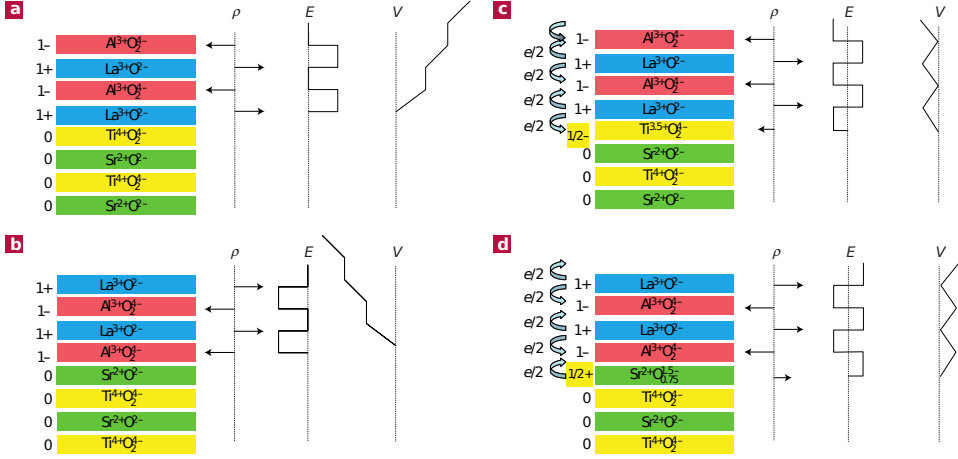 a ρ E V
1– Al³⁺O₂⁴⁻
1+ La³⁺O²⁻
1– Al³⁺O₂⁴⁻
1+ La³⁺O²⁻
0 Ti⁴⁺O₂⁴⁻
0 Sr²⁺O²⁻
0 Ti⁴⁺O₂⁴⁻
0 Sr²⁺O²⁻
b ρ E V
1+ La³⁺O²⁻
1– Al³⁺O₂⁴⁻
1+ La³⁺O²⁻
1– Al³⁺O₂⁴⁻
0 Sr²⁺O²⁻
0 Ti⁴⁺O₂⁴⁻
0 Sr²⁺O²⁻
0 Ti⁴⁺O₂⁴⁻
c ρ E V
1– Al³⁺O₂⁴⁻
e/2
1+ La³⁺O²⁻
e/2
1– Al³⁺O₂⁴⁻
e/2
1+ La³⁺O²⁻
e/2
1/2– Ti³·⁵⁺O₂⁴⁻
0 Sr²⁺O²⁻
0 Ti⁴⁺O₂⁴⁻
0 Sr²⁺O²⁻
d ρ E V
e/2
1+ La³⁺O²⁻
e/2
1– Al³⁺O₂⁴⁻
e/2
1+ La³⁺O²⁻
e/2
1– Al³⁺O₂⁴⁻
e/2
1/2+ Sr²⁺O₀.₇₅¹·⁵⁻
0 Ti⁴⁺O₂⁴⁻
0 Sr²⁺O²⁻
0 Ti⁴⁺O₂⁴⁻